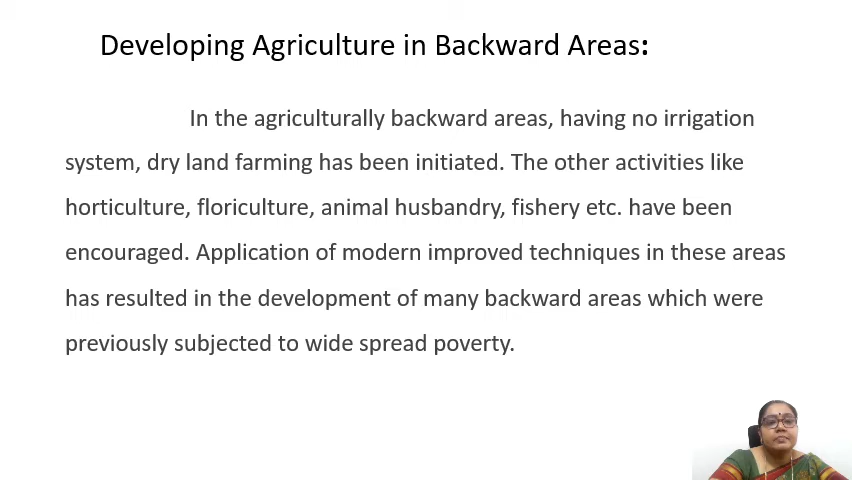 Developing Agriculture in Backward Areas:
In the agriculturally backward areas, having no irrigation
system, dry land farming has been initiated. The other activities like
horticulture, floriculture, animal husbandry, fishery etc. have been
encouraged. Application of modern improved techniques in these areas
has resulted in the development of many backward areas which were
previously subjected to wide spread poverty.